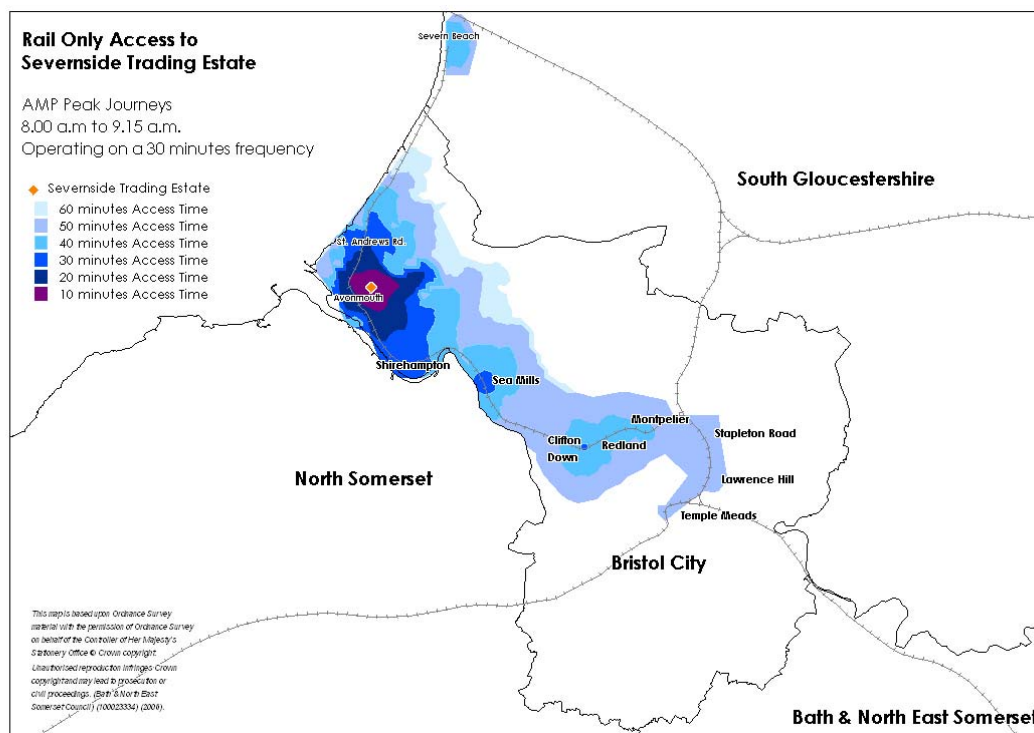 Rail Only Access to
Severnside Trading Estate
AMP Peak Journeys
8.00 a.m to 9.15 a.m.
Operating on a 30 minutes frequency
Severnside Trading Estate
60 minutes Access Time
50 minutes Access Time
40 minutes Access Time
30 minutes Access Time
20 minutes Access Time
10 minutes Access Time
Severn Beach
South Gloucestershire
St. Andrews Rd.
Avonmouth
Shirehampton
Sea Mills
Montpelier
Stapleton Road
Clifton
Down
Redland
North Somerset
Lawrence Hill
Temple Meads
Bristol City
This map is based upon Ordnance Survey
material with the permission of Ordnance Survey
on behalf of the Controller of Her Majesty's
Stationery Office © Crown copyright.
Unauthorised reproduction infringes Crown
copyright and may lead to prosecution or
civil proceedings. (Bath & North East
Somerset Council) (100023334) (2006).
Bath & North East Somerset